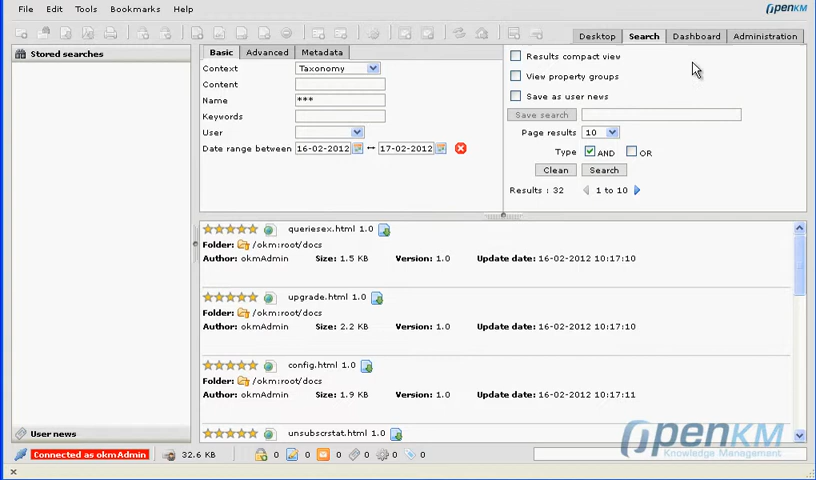 File Edit Tools Bookmarks Help
OpenKM
Desktop Search Dashboard Administration
Stored searches
Basic Advanced Metadata
Context Taxonomy
Content
Name ***
Keywords
User
Date range between 16-02-2012 17-02-2012
Results compact view
View property groups
Save as user news
Save search
Page results 10
Type AND OR
Clean Search
Results : 32 1 to 10
queriesex.html 1.0
Folder: /okm:root/docs
Author: okmAdmin Size: 1.5 KB Version: 1.0 Update date: 16-02-2012 10:17:10
upgrade.html 1.0
Folder: /okm:root/docs
Author: okmAdmin Size: 2.2 KB Version: 1.0 Update date: 16-02-2012 10:17:10
config.html 1.0
Folder: /okm:root/docs
Author: okmAdmin Size: 1.9 KB Version: 1.0 Update date: 16-02-2012 10:17:11
unsubscrstat.html 1.0
User news
OpenKM
Knowledge Management
Connected as okmAdmin 32.6 KB 0 0 0 0 0 0